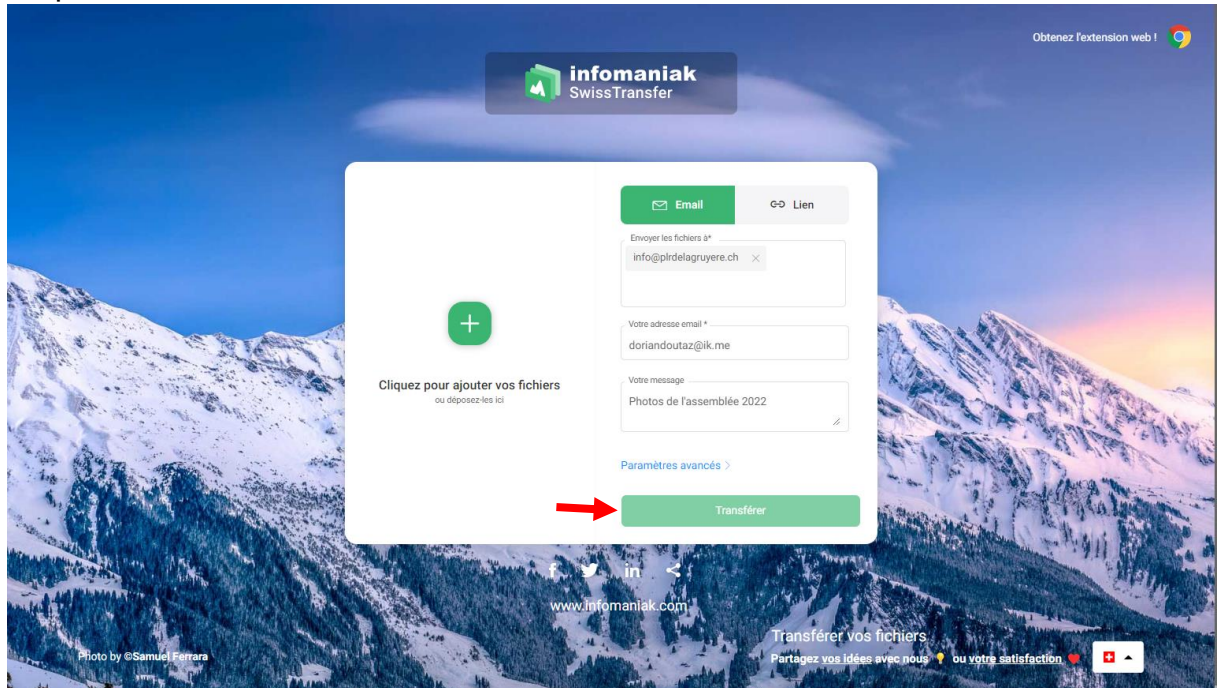 Obtenez l'extension web !
infomaniak
SwissTransfer
Email
Lien
Envoyer les fichiers à*
info@plrdelagruyere.ch
Votre adresse email *
doriandoutaz@ik.me
Cliquez pour ajouter vos fichiers
ou déposez-les ici
Votre message
Photos de l'assemblée 2022
Paramètres avancés
Transférer
www.infomaniak.com
Transférer vos fichiers
Photo by ©Samuel Ferrara
Partagez vos idées avec nous 💡 ou votre satisfaction ❤